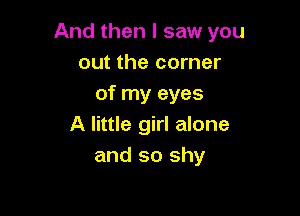 And then I saw you
out the corner
of my eyes
A little girl alone
and so shy